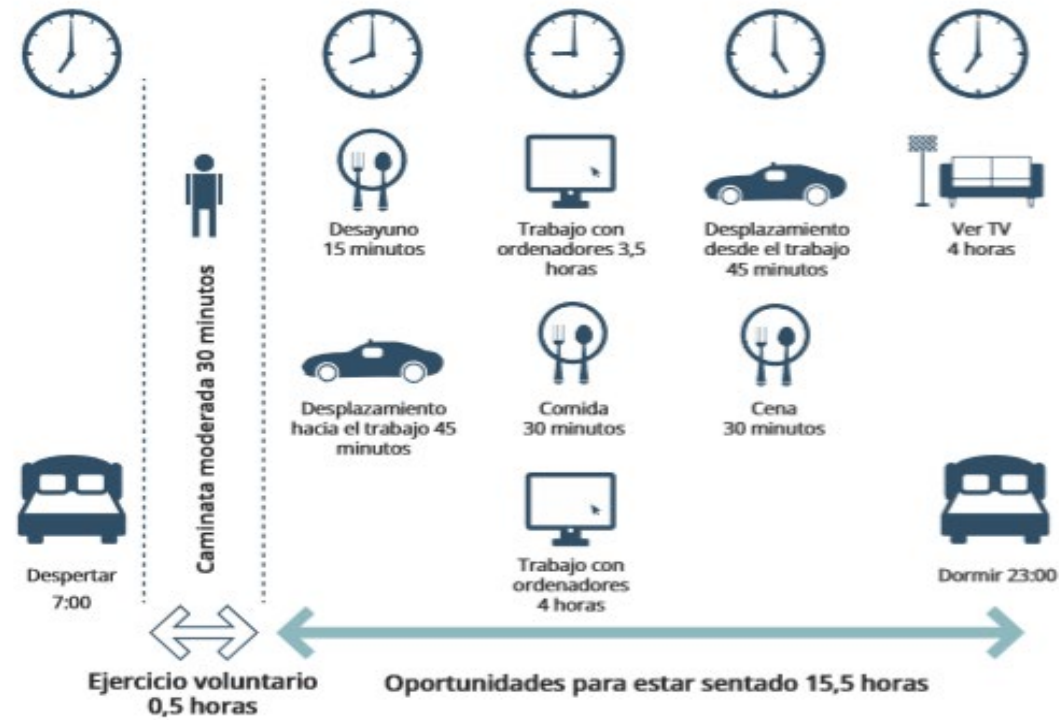 Caminata moderada 30 minutos
Desayuno
15 minutos
Trabajo con
ordenadores 3,5
horas
Desplazamiento
desde el trabajo
45 minutos
Ver TV
4 horas
Desplazamiento
hacia el trabajo 45
minutos
Comida
30 minutos
Cena
30 minutos
Despertar
7:00
Trabajo con
ordenadores
4 horas
Dormir 23:00
Ejercicio voluntario
0,5 horas
Oportunidades para estar sentado 15,5 horas